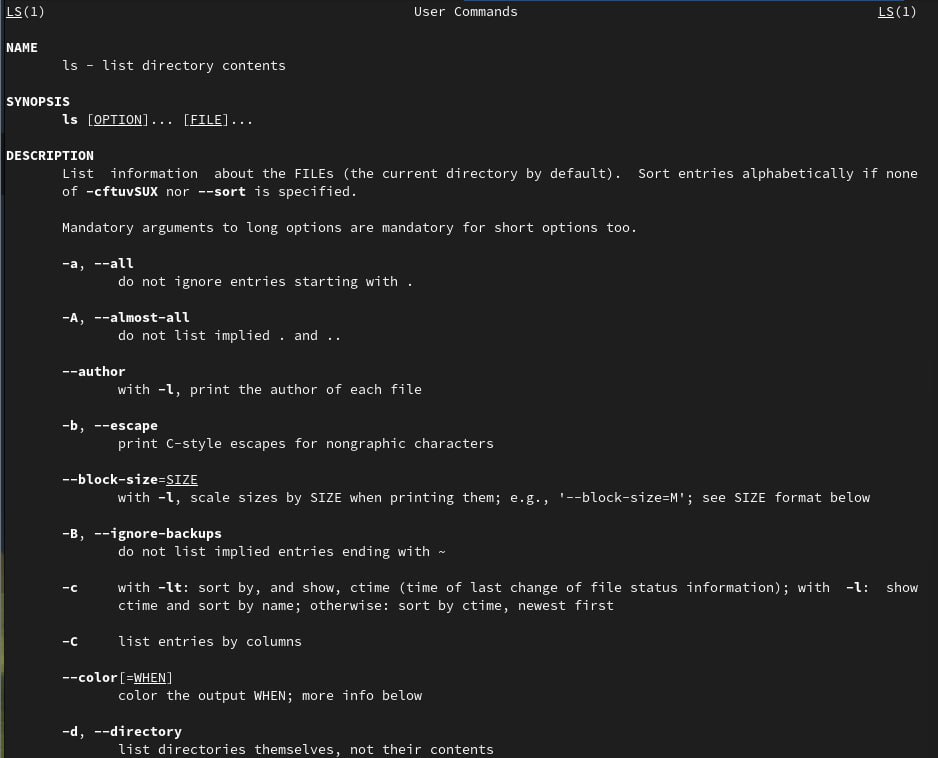 LS(1) User Commands LS(1)
NAME
ls - list directory contents
SYNOPSIS
ls [OPTION]... [FILE]...
DESCRIPTION
List information about the FILEs (the current directory by default). Sort entries alphabetically if none
of -cftuvSUX nor --sort is specified.
Mandatory arguments to long options are mandatory for short options too.
-a, --all
do not ignore entries starting with .
-A, --almost-all
do not list implied . and ..
--author
with -l, print the author of each file
-b, --escape
print C-style escapes for nongraphic characters
--block-size=SIZE
with -l, scale sizes by SIZE when printing them; e.g., '--block-size=M'; see SIZE format below
-B, --ignore-backups
do not list implied entries ending with ~
-c with -lt: sort by, and show, ctime (time of last change of file status information); with -l: show
ctime and sort by name; otherwise: sort by ctime, newest first
-C list entries by columns
--color[=WHEN]
color the output WHEN; more info below
-d, --directory
list directories themselves, not their contents